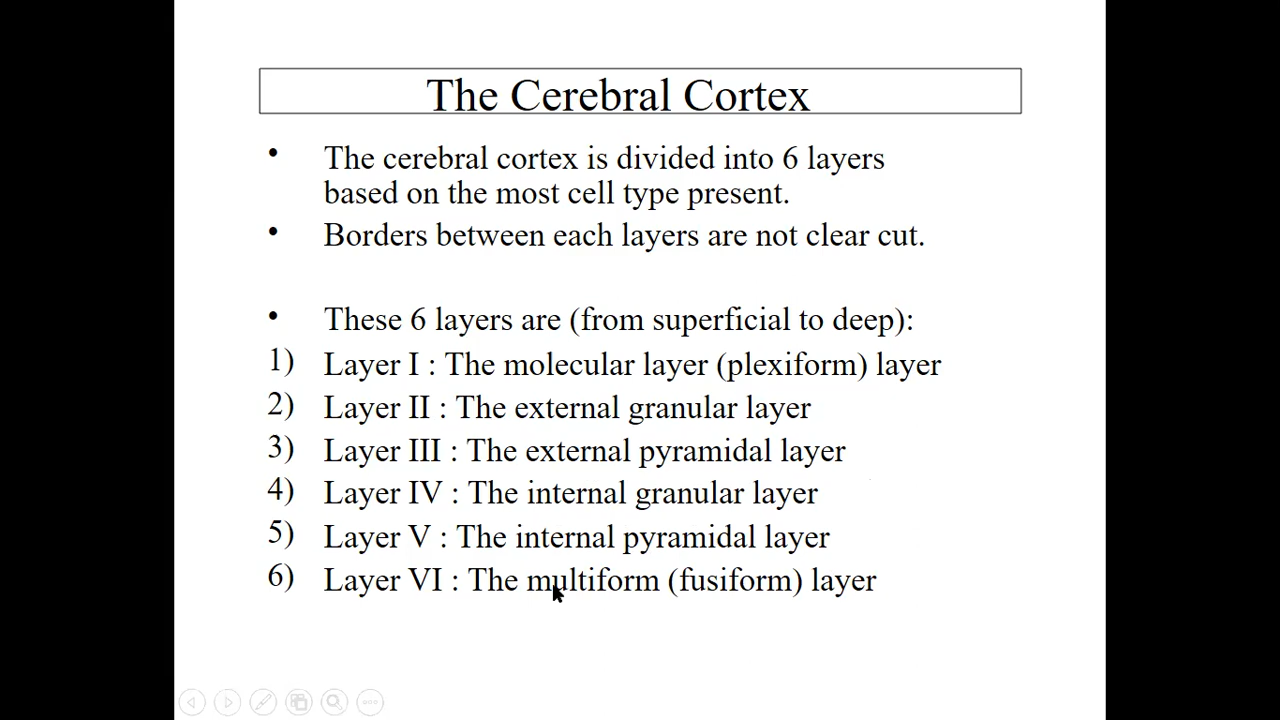 The Cerebral Cortex
• The cerebral cortex is divided into 6 layers
based on the most cell type present.
• Borders between each layers are not clear cut.
• These 6 layers are (from superficial to deep):
1) Layer I : The molecular layer (plexiform) layer
2) Layer II : The external granular layer
3) Layer III : The external pyramidal layer
4) Layer IV : The internal granular layer
5) Layer V : The internal pyramidal layer
6) Layer VI : The multiform (fusiform) layer